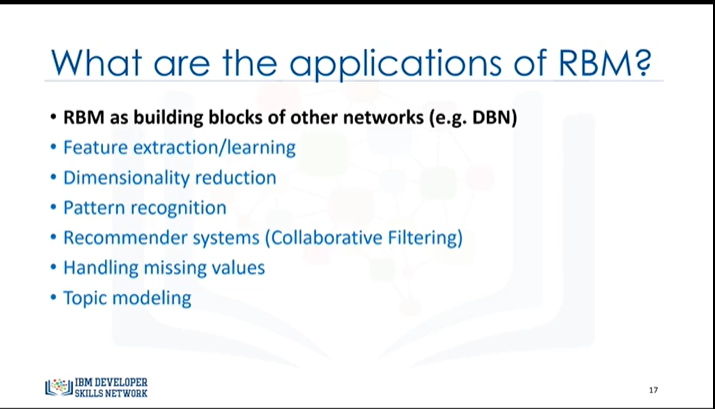 What are the applications of RBM?
• RBM as building blocks of other networks (e.g. DBN)
• Feature extraction/learning
• Dimensionality reduction
• Pattern recognition
• Recommender systems (Collaborative Filtering)
• Handling missing values
• Topic modeling
IBM DEVELOPER
SKILLS NETWORK
17